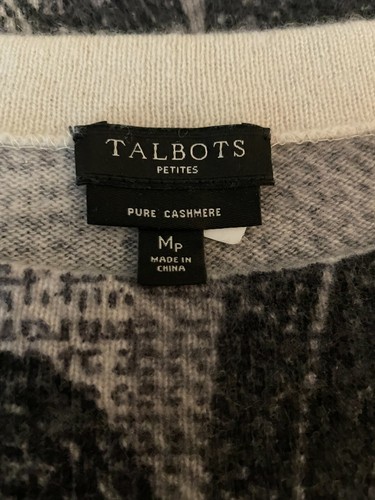 TALBOTS
PETITES
PURE CASHMERE
MP
MADE IN
CHINA